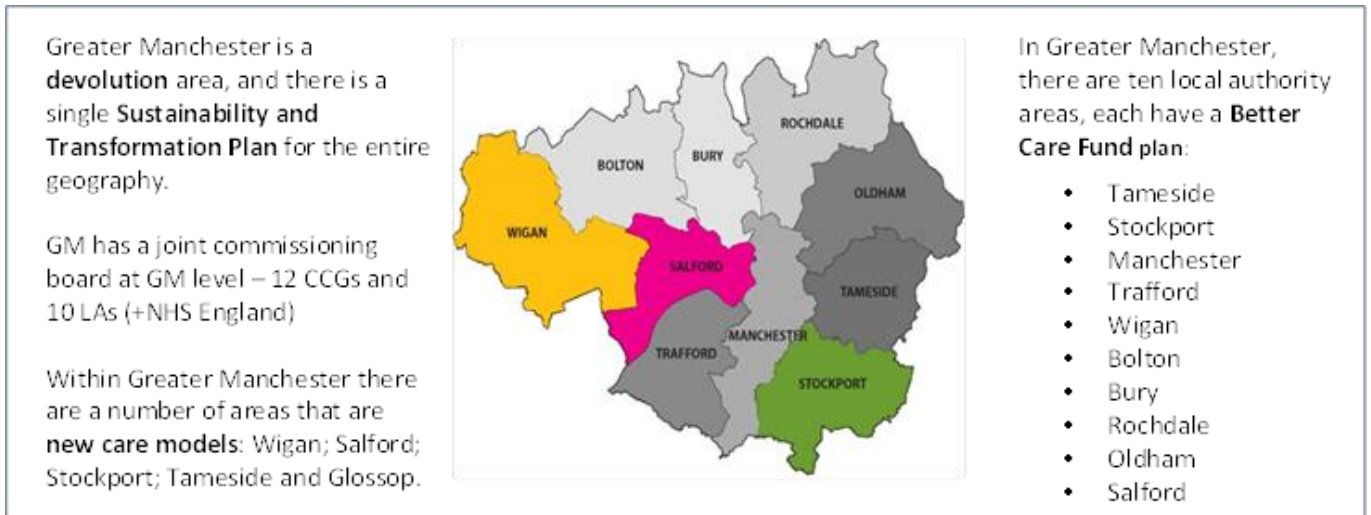 Greater Manchester is a
devolution area, and there is a
single Sustainability and
Transformation Plan for the entire
geography.
GM has a joint commissioning
board at GM level – 12 CCGs and
10 LAs (+NHS England)
Within Greater Manchester there
are a number of areas that are
new care models: Wigan; Salford;
Stockport; Tameside and Glossop.
ROCHDALE
BURY
BOLTON
OLDHAM
WIGAN
SALFORD
TAMESIDE
MANCHESTER
TRAFFORD
STOCKPORT
In Greater Manchester,
there are ten local authority
areas, each have a Better
Care Fund plan:
• Tameside
• Stockport
• Manchester
• Trafford
• Wigan
• Bolton
• Bury
• Rochdale
• Oldham
• Salford